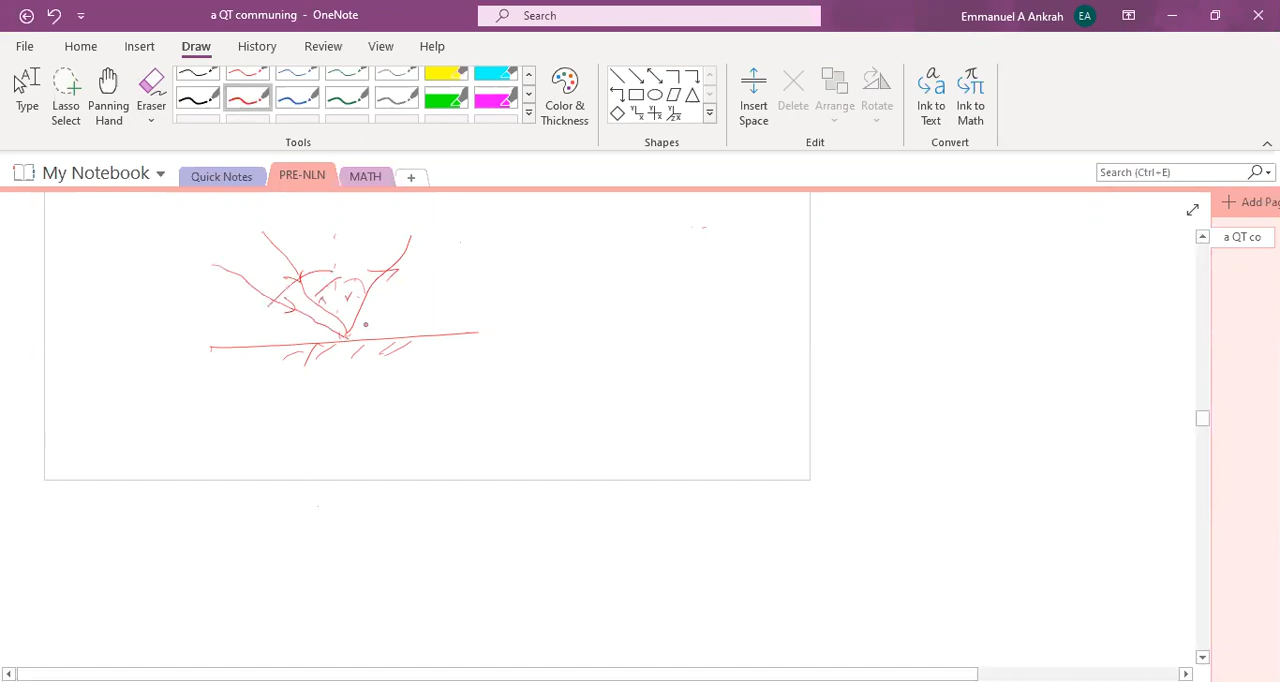 a QT communing - OneNote
Search
Emmanuel A Ankrah
EA
File Home Insert Draw History Review View Help
Type
Lasso Select
Panning Hand
Eraser
Color & Thickness
Insert Space
Delete
Arrange
Rotate
Ink to Text
Ink to Math
Tools
Shapes
Edit
Convert
My Notebook
Quick Notes
PRE-NLN
MATH
Search (Ctrl+E)
Add Pag
a QT co